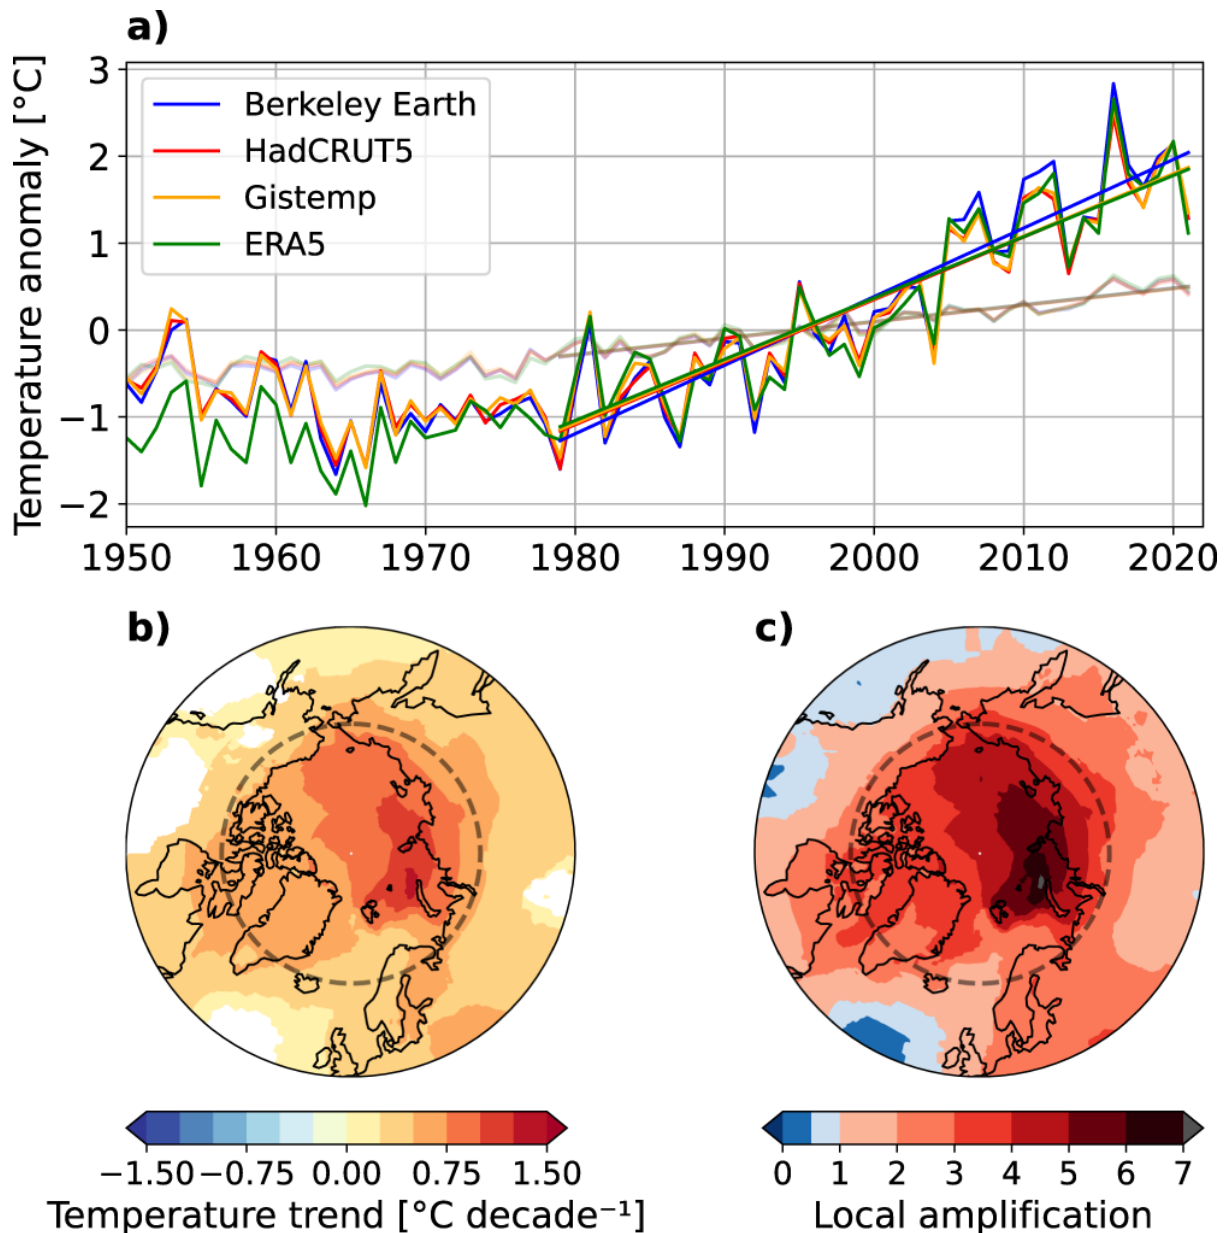 a)
Temperature anomaly [°C]
3
2
1
0
−1
−2
Berkeley Earth
HadCRUT5
Gistemp
ERA5
1950 1960 1970 1980 1990 2000 2010 2020
b)
c)
−1.50 −0.75 0.00 0.75 1.50
Temperature trend [°C decade⁻¹]
0 1 2 3 4 5 6 7
Local amplification